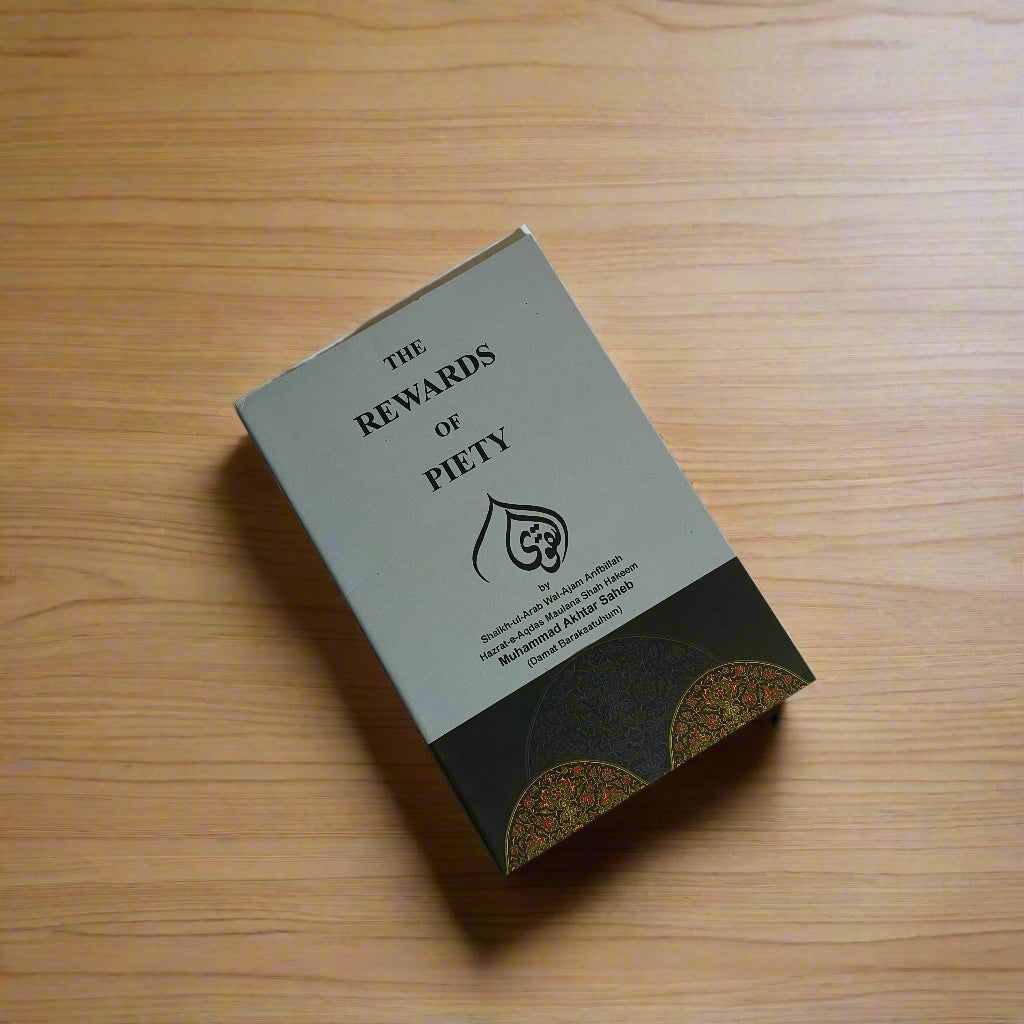 THE
REWARDS
OF
PIETY
تقوى
by
Shaikh-ul-Arab Wal-Ajam Arifbillah
Hazrat-e-Aqdas Maulana Shah Hakeem
Muhammad Akhtar Saheb
(Damat Barakaatuhum)